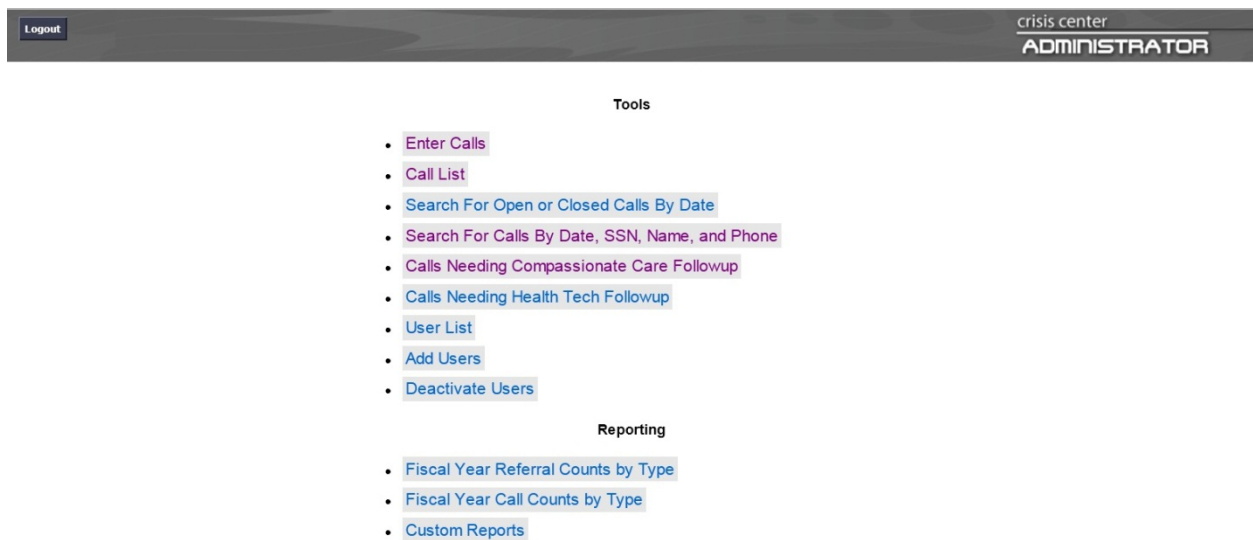 Logout
crisis center
ADMINISTRATOR
Tools
Enter Calls
Call List
Search For Open or Closed Calls By Date
Search For Calls By Date, SSN, Name, and Phone
Calls Needing Compassionate Care Followup
Calls Needing Health Tech Followup
User List
Add Users
Deactivate Users
Reporting
Fiscal Year Referral Counts by Type
Fiscal Year Call Counts by Type
Custom Reports